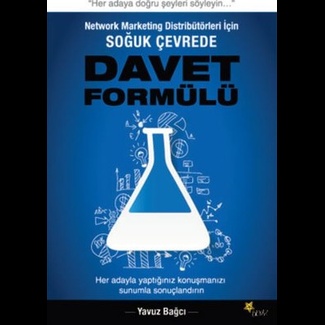 "Her adaya doğru şeyleri söyleyin..."
Network Marketing Distribütörleri İçin
SOĞUK ÇEVREDE
DAVET
FORMÜLÜ
Her adayla yaptığınız konuşmanızı
sunumla sonuçlandırın
Yavuz Bağcı